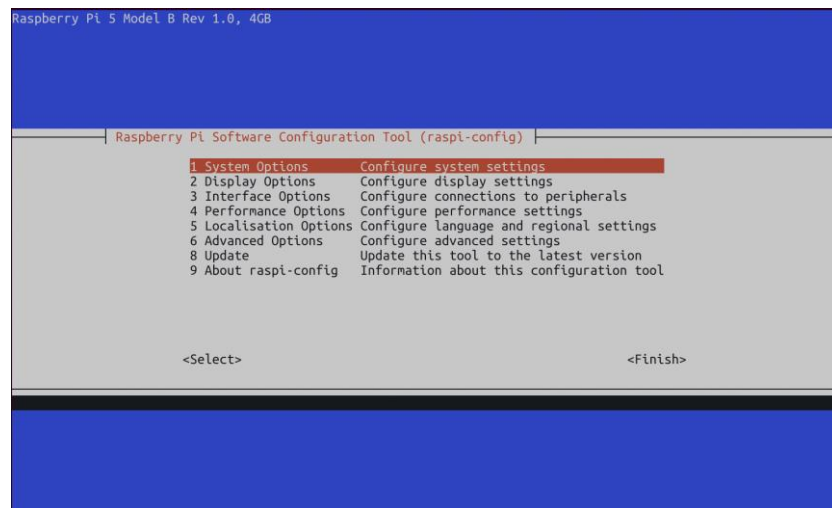 Raspberry Pi 5 Model B Rev 1.0, 4GB
Raspberry Pi Software Configuration Tool (raspi-config)
1 System Options Configure system settings
2 Display Options Configure display settings
3 Interface Options Configure connections to peripherals
4 Performance Options Configure performance settings
5 Localisation Options Configure language and regional settings
6 Advanced Options Configure advanced settings
8 Update Update this tool to the latest version
9 About raspi-config Information about this configuration tool
<Select> <Finish>